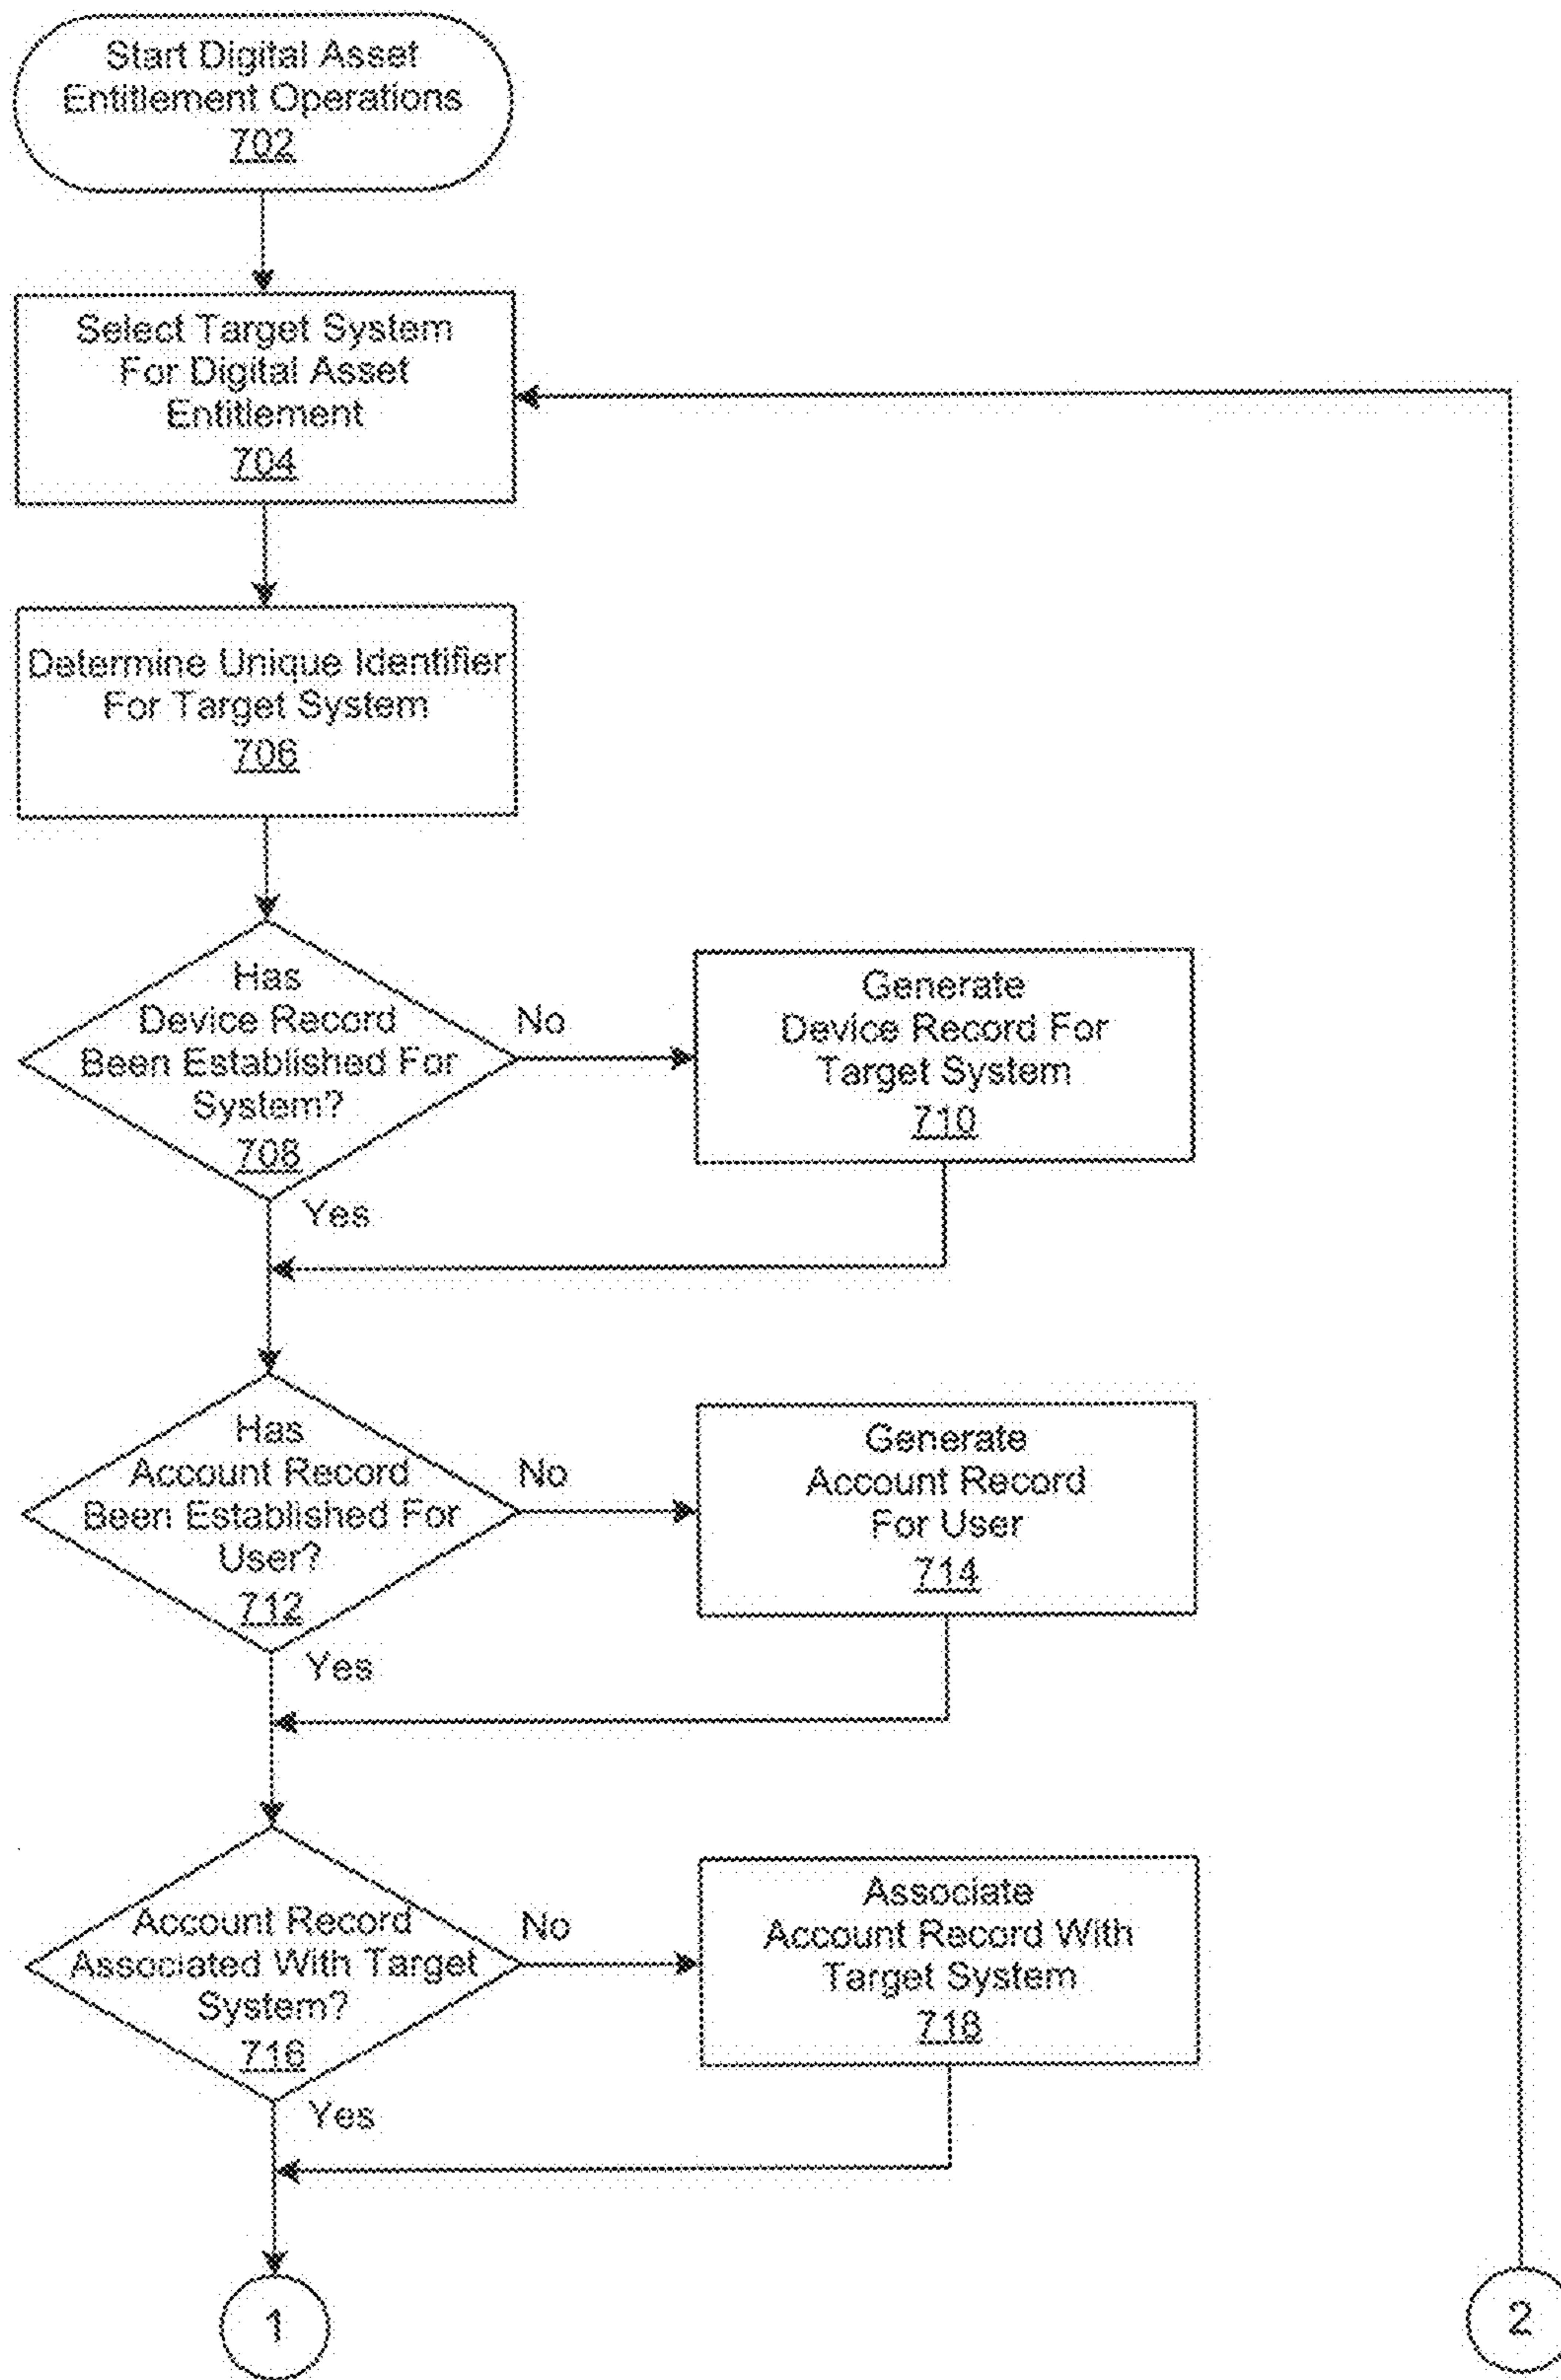 Start Digital Asset
Entitlement Operations
702
Select Target System
For Digital Asset
Entitlement
704
Determine Unique Identifier
For Target System
706
Has
Device Record
Been Established For
System?
708
No
Generate
Device Record For
Target System
710
Yes
Has
Account Record
Been Established For
User?
712
No
Generate
Account Record
For User
714
Yes
Account Record
Associated With Target
System?
716
No
Associate
Account Record With
Target System
718
Yes
1
2